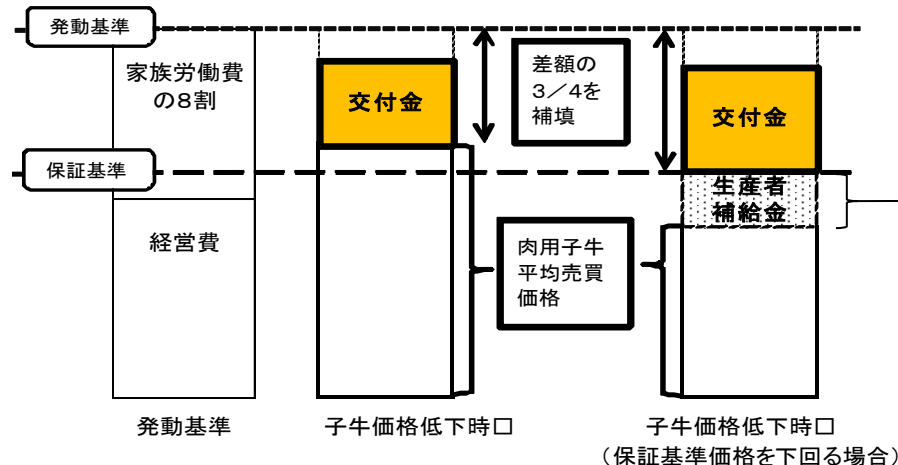 発動基準
家族労働費
の8割
保証基準
経営費
発動基準
交付金
子牛価格低下時口
差額の
3/4を
補填
肉用子牛
平均売買
価格
交付金
生産者
補給金
子牛価格低下時口
(保証基準価格を下回る場合)